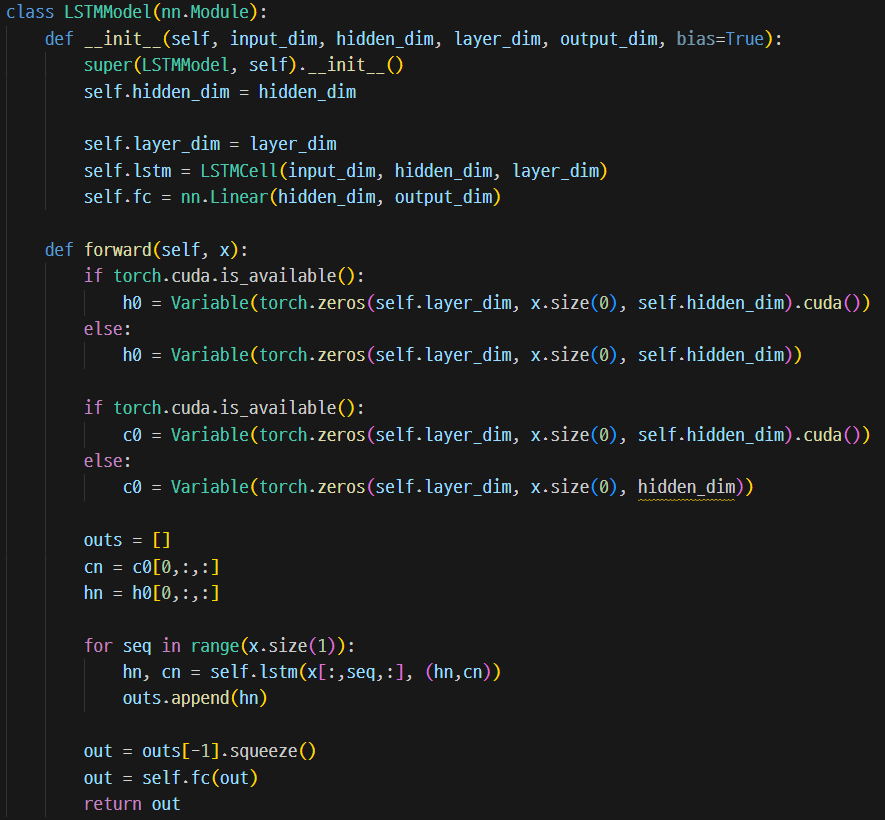 class LSTMModel(nn.Module):
    def __init__(self, input_dim, hidden_dim, layer_dim, output_dim, bias=True):
        super(LSTMModel, self).__init__()
        self.hidden_dim = hidden_dim

        self.layer_dim = layer_dim
        self.lstm = LSTMCell(input_dim, hidden_dim, layer_dim)
        self.fc = nn.Linear(hidden_dim, output_dim)

    def forward(self, x):
        if torch.cuda.is_available():
            h0 = Variable(torch.zeros(self.layer_dim, x.size(0), self.hidden_dim).cuda())
        else:
            h0 = Variable(torch.zeros(self.layer_dim, x.size(0), self.hidden_dim))

        if torch.cuda.is_available():
            c0 = Variable(torch.zeros(self.layer_dim, x.size(0), self.hidden_dim).cuda())
        else:
            c0 = Variable(torch.zeros(self.layer_dim, x.size(0), hidden_dim))

        outs = []
        cn = c0[0,:,:]
        hn = h0[0,:,:]

        for seq in range(x.size(1)):
            hn, cn = self.lstm(x[:,seq,:], (hn,cn))
            outs.append(hn)

        out = outs[-1].squeeze()
        out = self.fc(out)
        return out